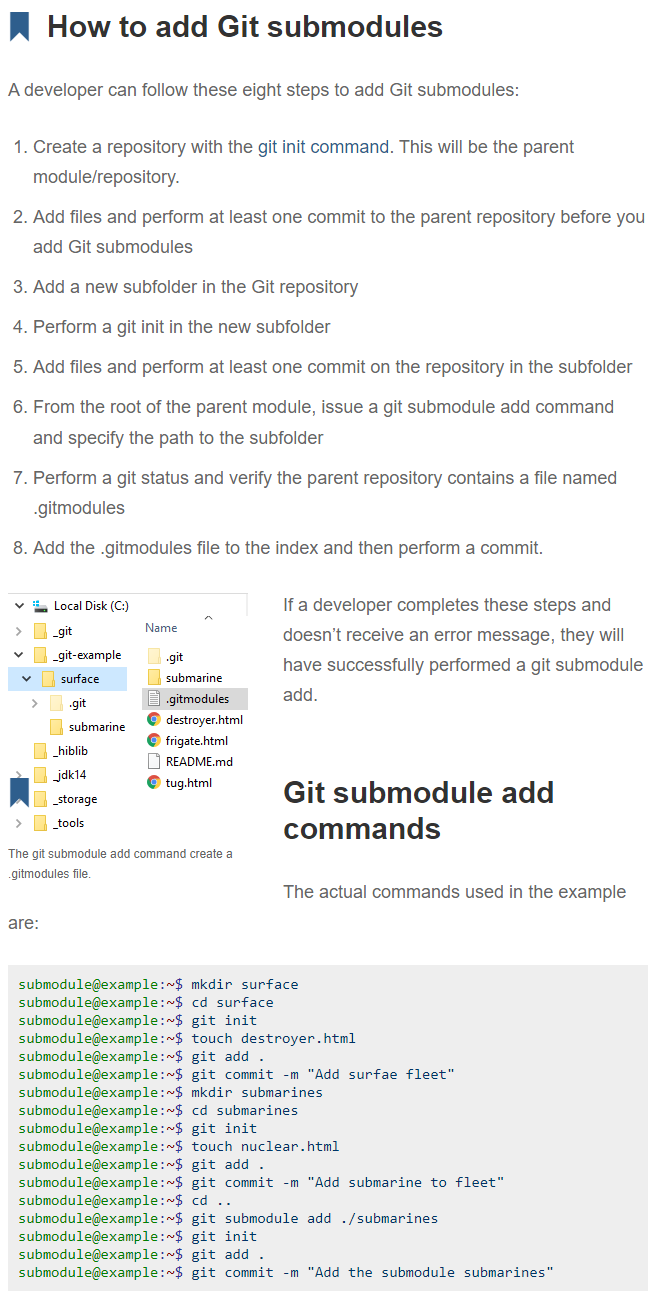 How to add Git submodules
A developer can follow these eight steps to add Git submodules:
1. Create a repository with the git init command. This will be the parent
module/repository.
2. Add files and perform at least one commit to the parent repository before you
add Git submodules
3. Add a new subfolder in the Git repository
4. Perform a git init in the new subfolder
5. Add files and perform at least one commit on the repository in the subfolder
6. From the root of the parent module, issue a git submodule add command
and specify the path to the subfolder
7. Perform a git status and verify the parent repository contains a file named
.gitmodules
8. Add the .gitmodules file to the index and then perform a commit.
Local Disk (C:)
_git
_git-example
surface
.git
submarine
_hiblib
_jdk14
_storage
_tools
Name
.git
submarine
.gitmodules
destroyer.html
frigate.html
README.md
tug.html
The git submodule add command create a
.gitmodules file.
If a developer completes these steps and
doesn’t receive an error message, they will
have successfully performed a git submodule
add.
Git submodule add
commands
The actual commands used in the example
are:
submodule@example:~$ mkdir surface
submodule@example:~$ cd surface
submodule@example:~$ git init
submodule@example:~$ touch destroyer.html
submodule@example:~$ git add .
submodule@example:~$ git commit -m "Add surfae fleet"
submodule@example:~$ mkdir submarines
submodule@example:~$ cd submarines
submodule@example:~$ git init
submodule@example:~$ touch nuclear.html
submodule@example:~$ git add .
submodule@example:~$ git commit -m "Add submarine to fleet"
submodule@example:~$ cd ..
submodule@example:~$ git submodule add ./submarines
submodule@example:~$ git init
submodule@example:~$ git add .
submodule@example:~$ git commit -m "Add the submodule submarines"